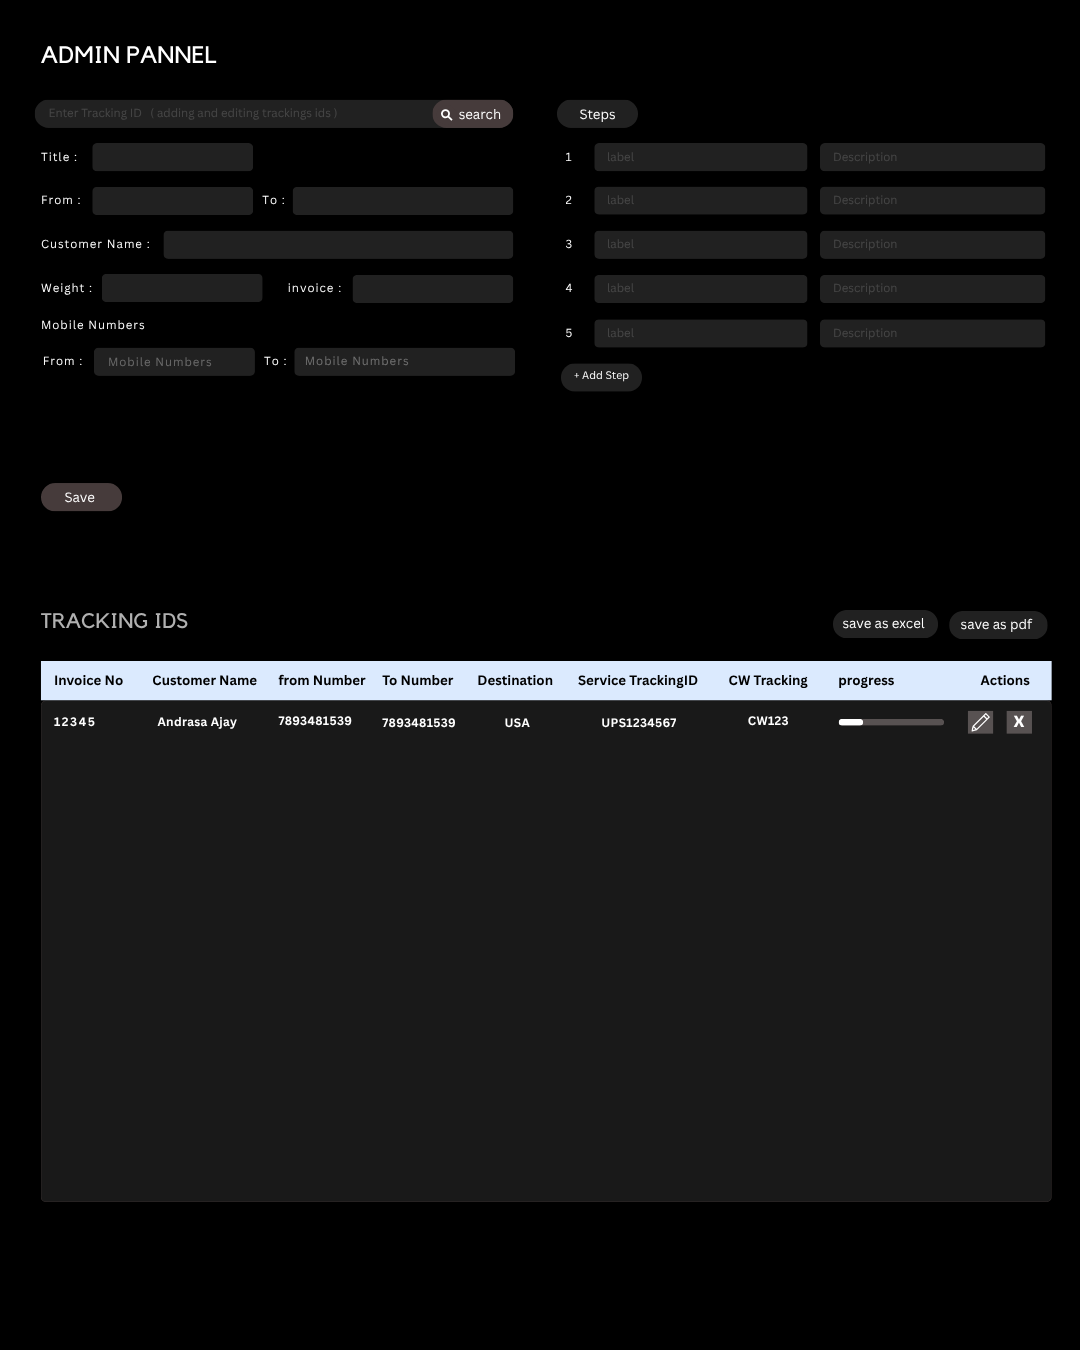 ADMIN PANNEL
Enter Tracking ID ( adding and editing trackings ids )
search
Title :
From : To :
Customer Name :
Weight : invoice :
Mobile Numbers
From : Mobile Numbers To : Mobile Numbers
Save
Steps
1 label Description
2 label Description
3 label Description
4 label Description
5 label Description
+ Add Step
TRACKING IDS
save as excel save as pdf
Invoice No Customer Name from Number To Number Destination Service TrackingID CW Tracking progress Actions
12345 Andrasa Ajay 7893481539 7893481539 USA UPS1234567 CW123 X